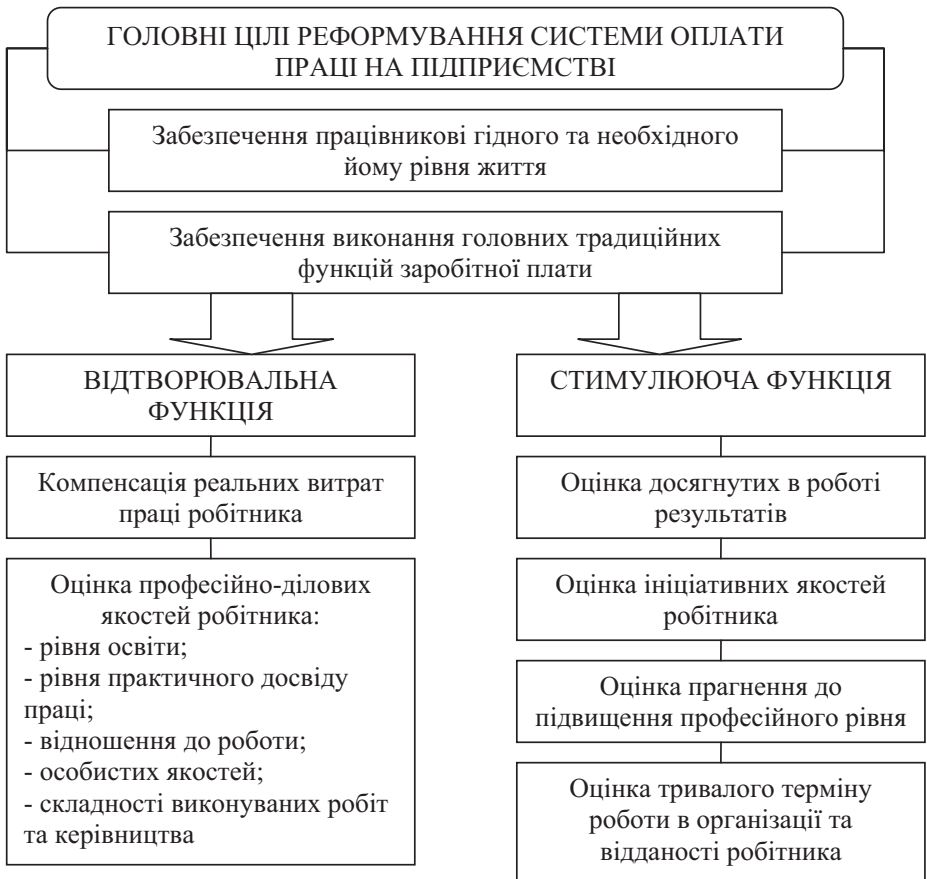 ГОЛОВНІ ЦІЛІ РЕФОРМУВАННЯ СИСТЕМИ ОПЛАТИ
ПРАЦІ НА ПІДПРИЄМСТВІ
Забезпечення працівникові гідного та необхідного
йому рівня життя
Забезпечення виконання головних традиційних
функцій заробітної плати
ВІДТВОРЮВАЛЬНА
ФУНКЦІЯ
Компенсація реальних витрат
праці робітника
Оцінка професійно-ділових
якостей робітника:
- рівня освіти;
- рівня практичного досвіду
праці;
- відношення до роботи;
- особистих якостей;
- складності виконуваних робіт
та керівництва
СТИМУЛЮЮЧА ФУНКЦІЯ
Оцінка досягнутих в роботі
результатів
Оцінка ініціативних якостей
робітника
Оцінка прагнення до
підвищення професійного рівня
Оцінка тривалого терміну
роботи в організації та
відданості робітника